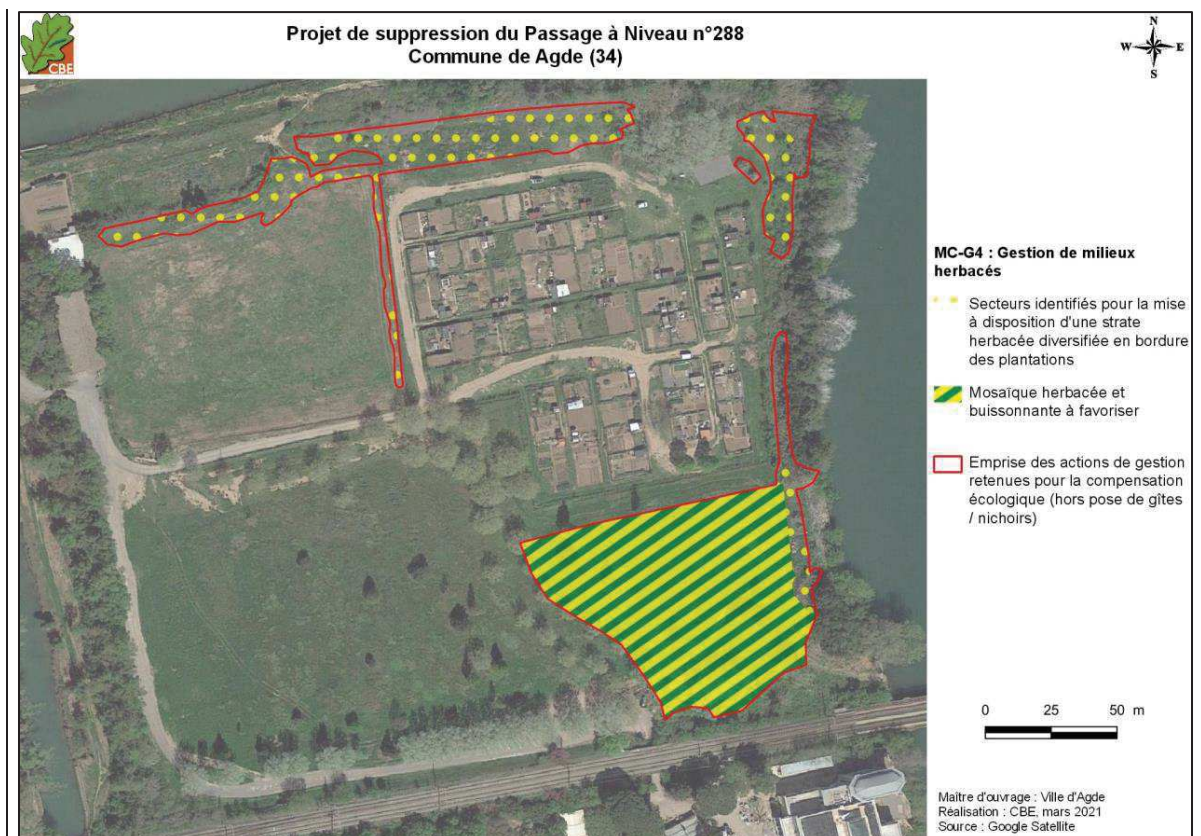 Projet de suppression du Passage à Niveau n°288
Commune de Agde (34)
CBE
N
W
E
S
MC-G4 : Gestion de milieux
herbacés
Secteurs identifiés pour la mise
à disposition d'une strate
herbacée diversifiée en bordure
des plantations
Mosaïque herbacée et
buissonnante à favoriser
Emprise des actions de gestion
retenues pour la compensation
écologique (hors pose de gîtes
/ nichoirs)
0 25 50 m
Maître d'ouvrage : Ville d'Agde
Réalisation : CBE, mars 2021
Source : Google Satellite